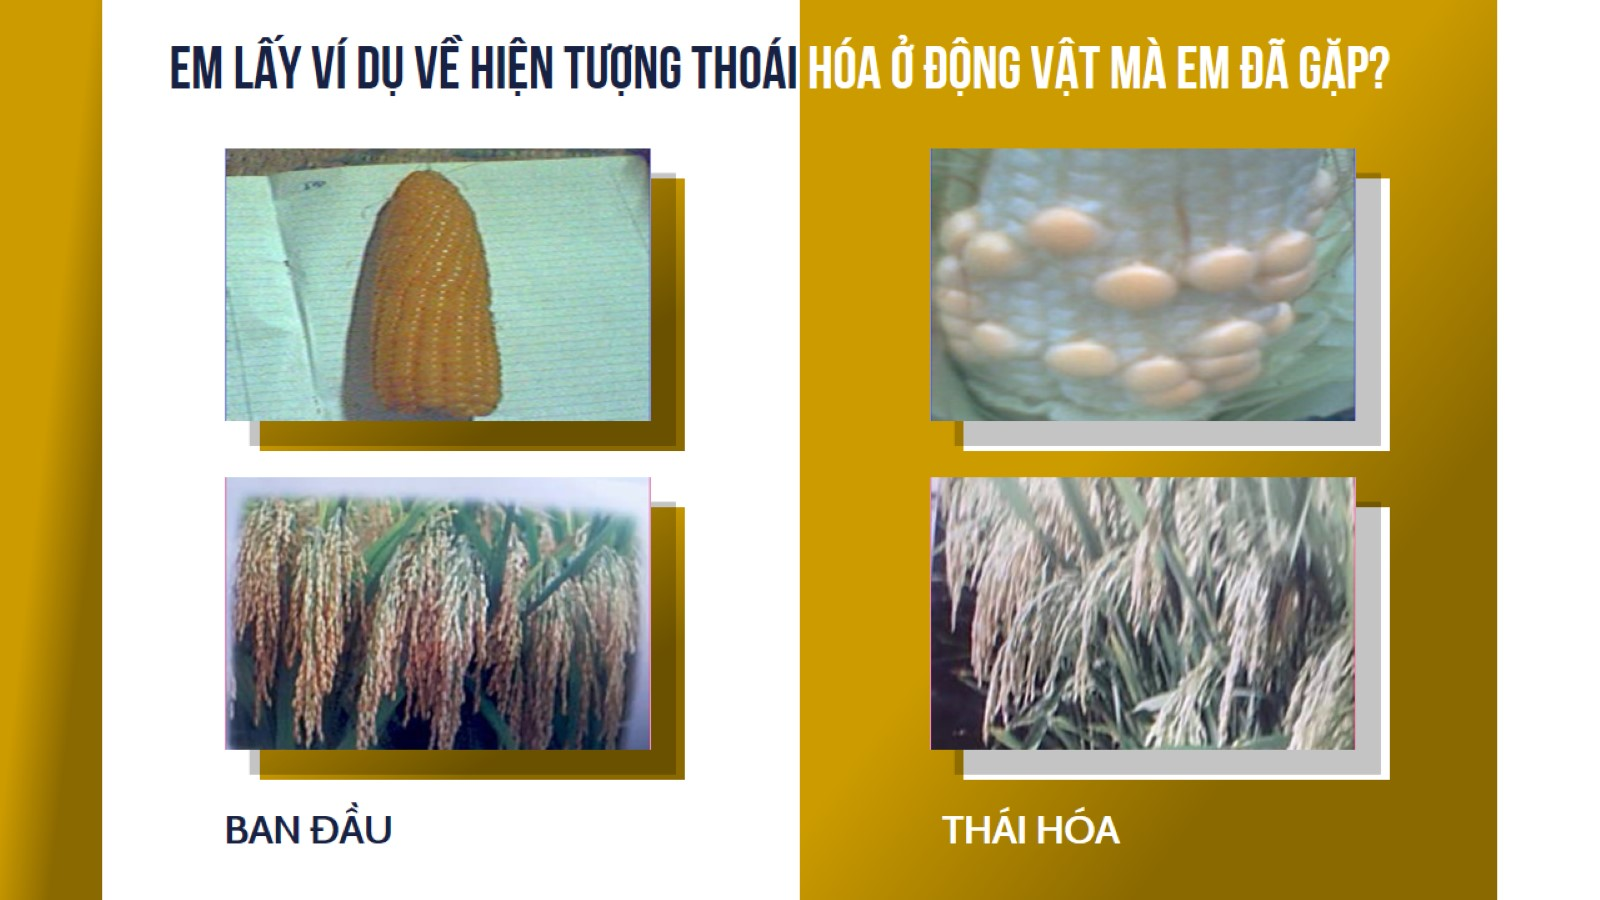 EM LẤY VÍ DỤ VỀ HIỆN TƯỢNG THOÁI HÓA Ở ĐỘNG VẬT MÀ EM ĐÃ GẶP?
BAN ĐẦU
THÁI HÓA